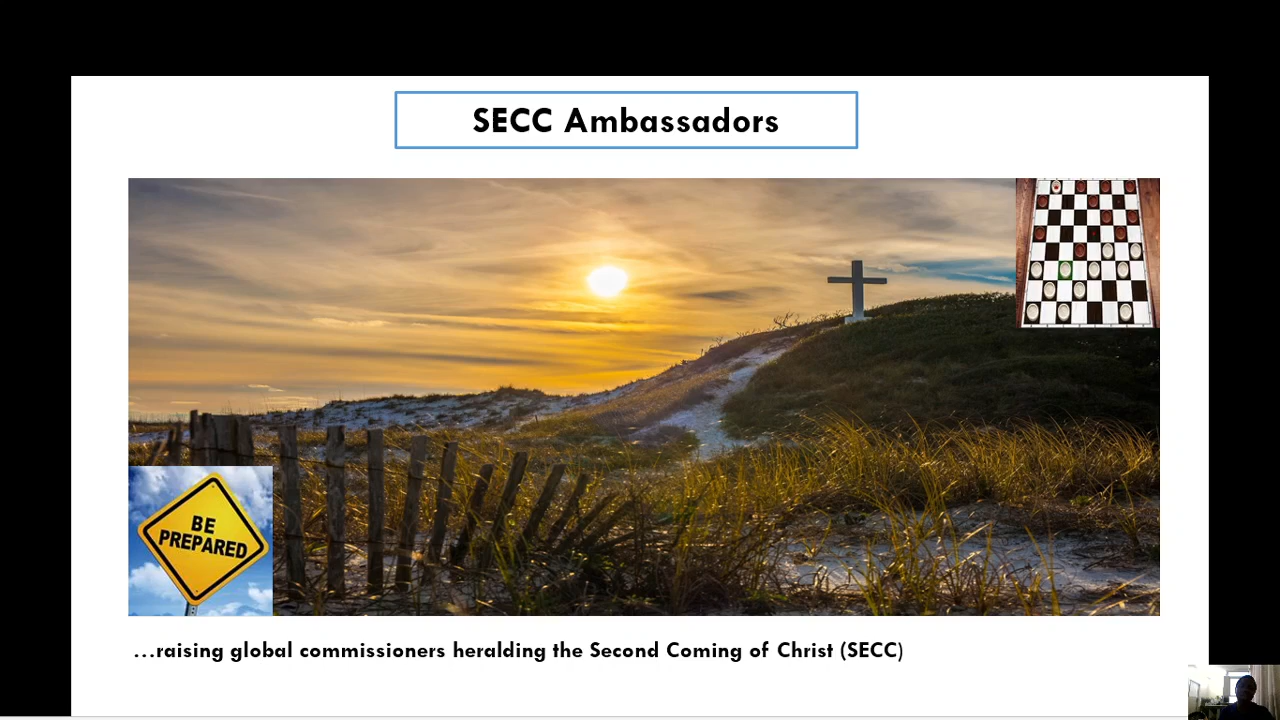 SECC Ambassadors
BE
PREPARED
...raising global commissioners heralding the Second Coming of Christ (SECC)